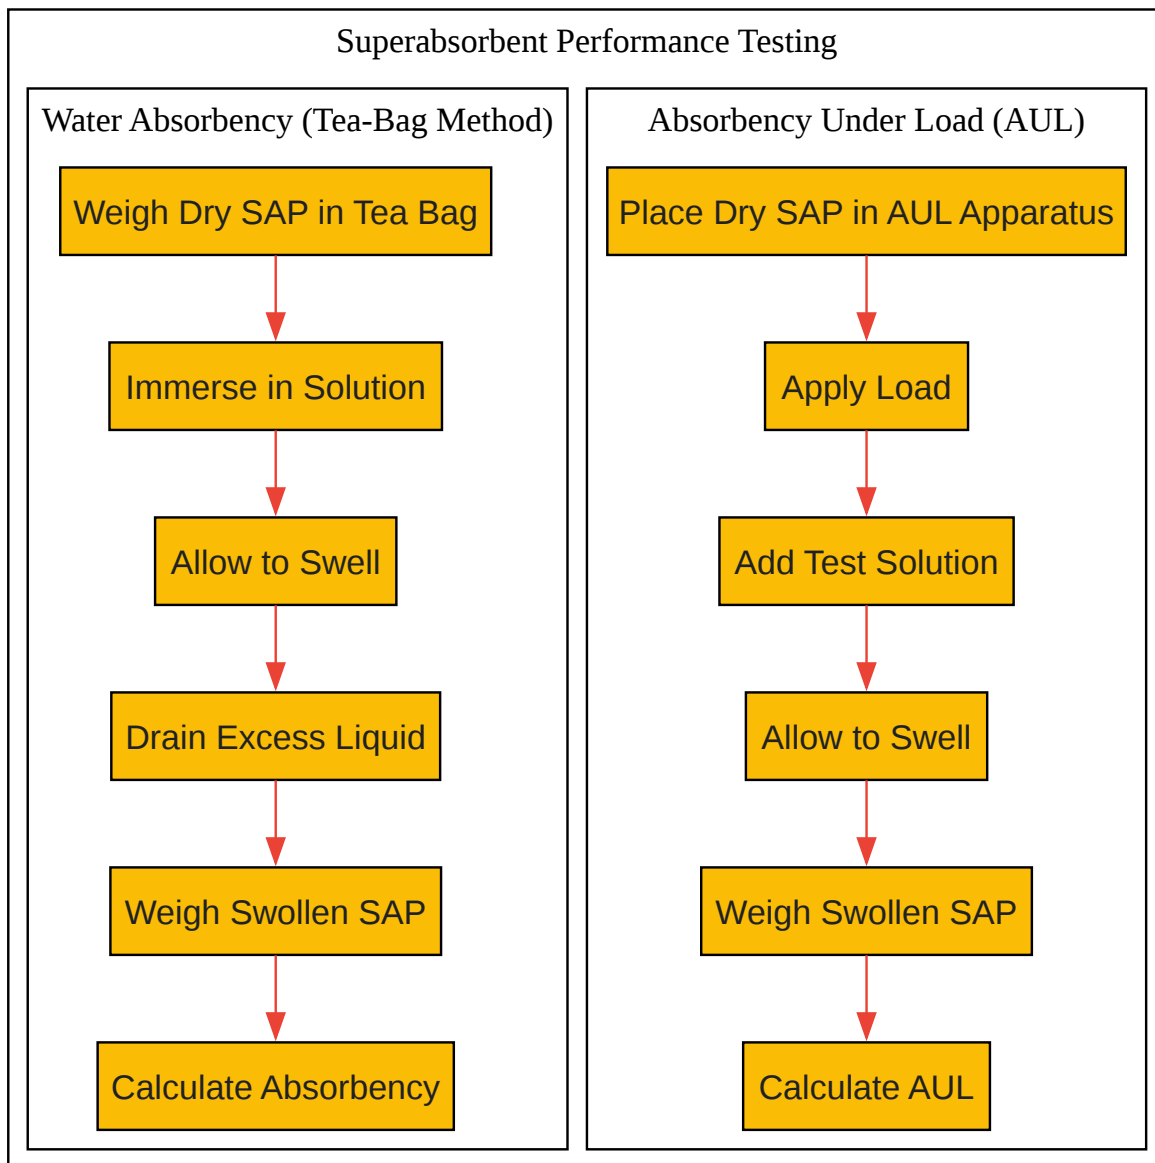 Superabsorbent Performance Testing
Water Absorbency (Tea-Bag Method)
Weigh Dry SAP in Tea Bag
Immerse in Solution
Allow to Swell
Drain Excess Liquid
Weigh Swollen SAP
Calculate Absorbency
Absorbency Under Load (AUL)
Place Dry SAP in AUL Apparatus
Apply Load
Add Test Solution
Allow to Swell
Weigh Swollen SAP
Calculate AUL